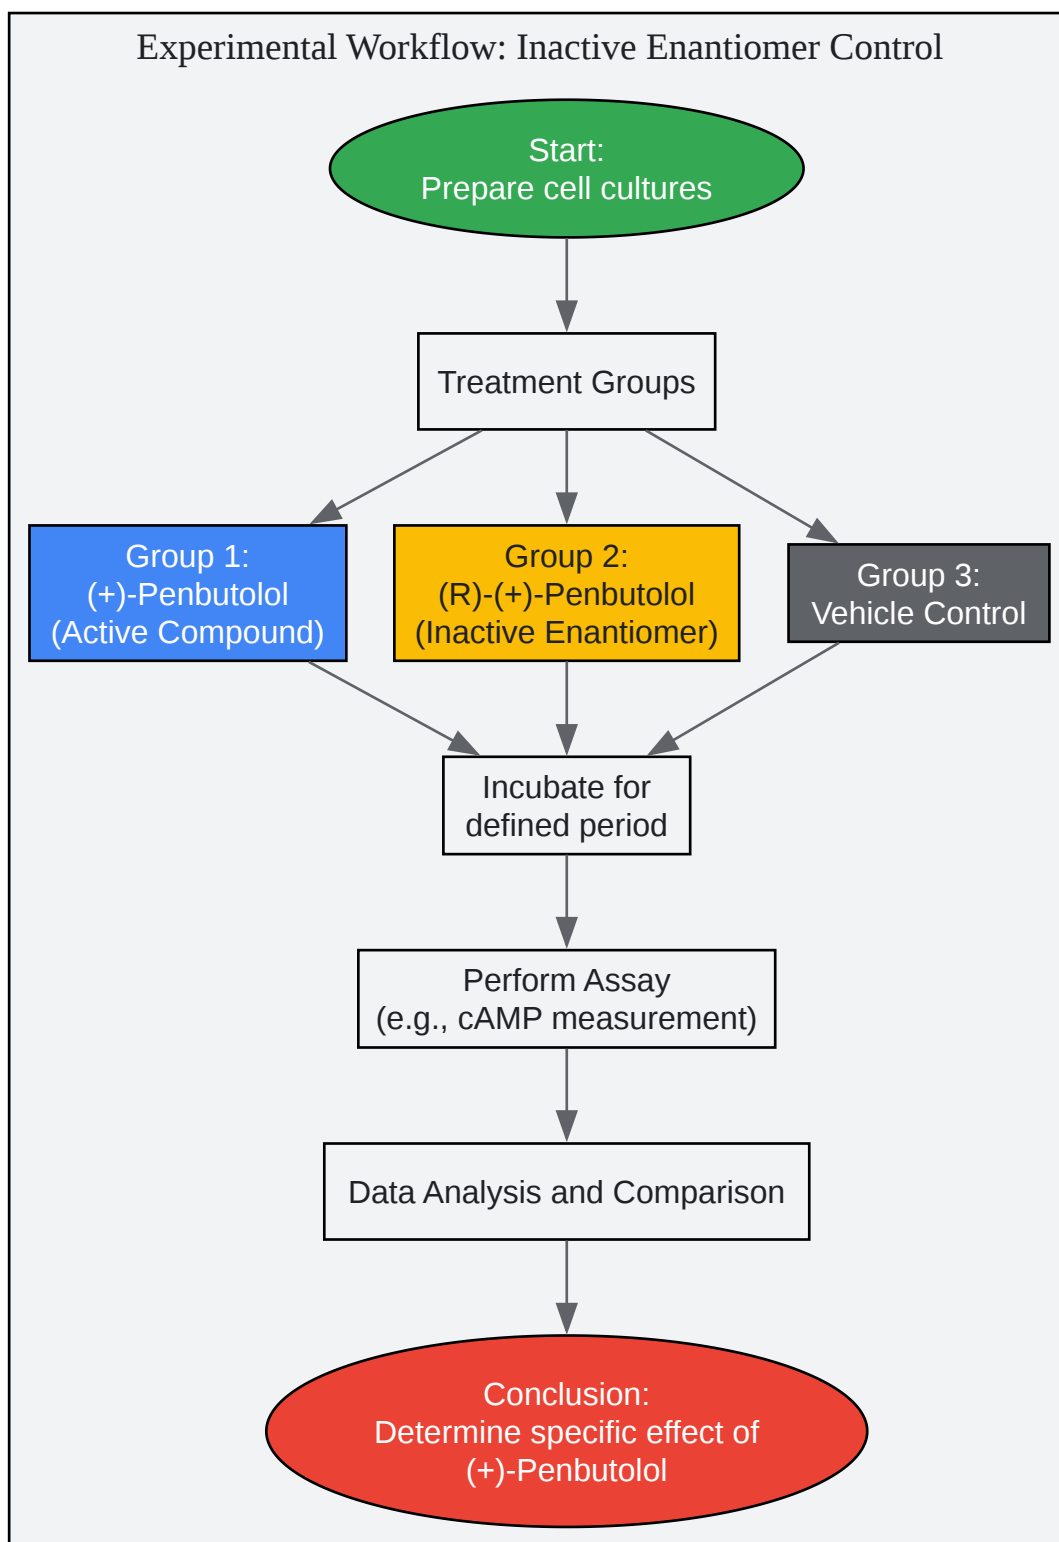 Experimental Workflow: Inactive Enantiomer Control
Start:
Prepare cell cultures
Treatment Groups
Group 1:
(+)-Penbutolol
(Active Compound)
Group 2:
(R)-(+)-Penbutolol
(Inactive Enantiomer)
Group 3:
Vehicle Control
Incubate for
defined period
Perform Assay
(e.g., cAMP measurement)
Data Analysis and Comparison
Conclusion:
Determine specific effect of
(+)-Penbutolol